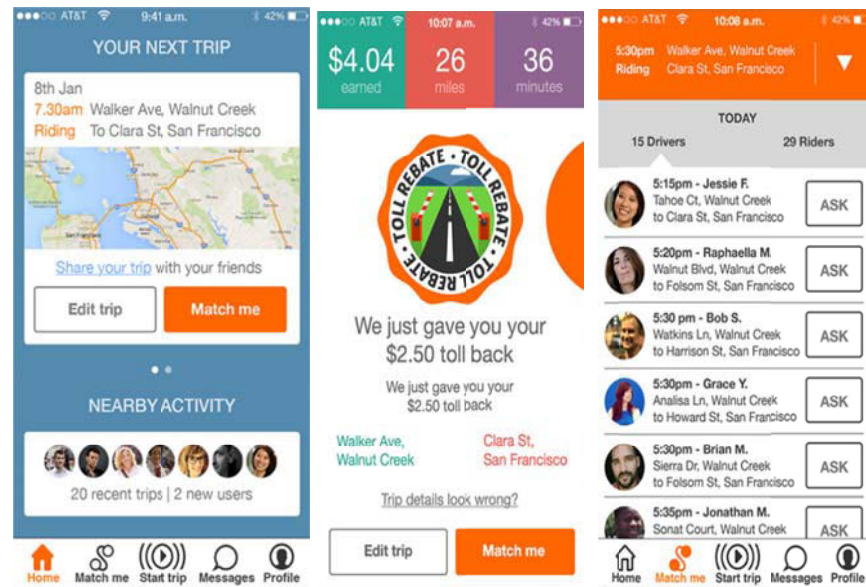 AT&T 9:41 a.m. 42%
YOUR NEXT TRIP
8th Jan
7.30am Walker Ave, Walnut Creek
Riding To Clara St, San Francisco
Share your trip with your friends
Edit trip Match me
NEARBY ACTIVITY
20 recent trips | 2 new users
Home Match me Start trip Messages Profile
AT&T 10:07 a.m. 42%
$4.04 26 36
earned miles minutes
TOLL REBATE · TOLL REBATE ·
We just gave you your
$2.50 toll back
We just gave you your
$2.50 toll back
Walker Ave, Clara St,
Walnut Creek San Francisco
Trip details look wrong?
Edit trip Match me
AT&T 10:08 a.m. 42%
5:30pm Walker Ave, Walnut Creek
Riding Clara St, San Francisco
TODAY
15 Drivers 29 Riders
5:15pm - Jessie F.
Tahoe Ct, Walnut Creek
to Clara St, San Francisco
ASK
5:20pm - Raphaella M.
Walnut Blvd, Walnut Creek
to Folsom St, San Francisco
ASK
5:30 pm - Bob S.
Watkins Ln, Walnut Creek
to Harrison St, San Francisco
ASK
5:30pm - Grace Y.
Analisa Ln, Walnut Creek
to Howard St, San Francisco
ASK
5:30pm - Brian M.
Sierra Dr, Walnut Creek
to Folsom St, San Francisco
ASK
5:35pm - Jonathan M.
Sonat Court, Walnut Creek
ASK
Home Match me Start trip Messages Profile